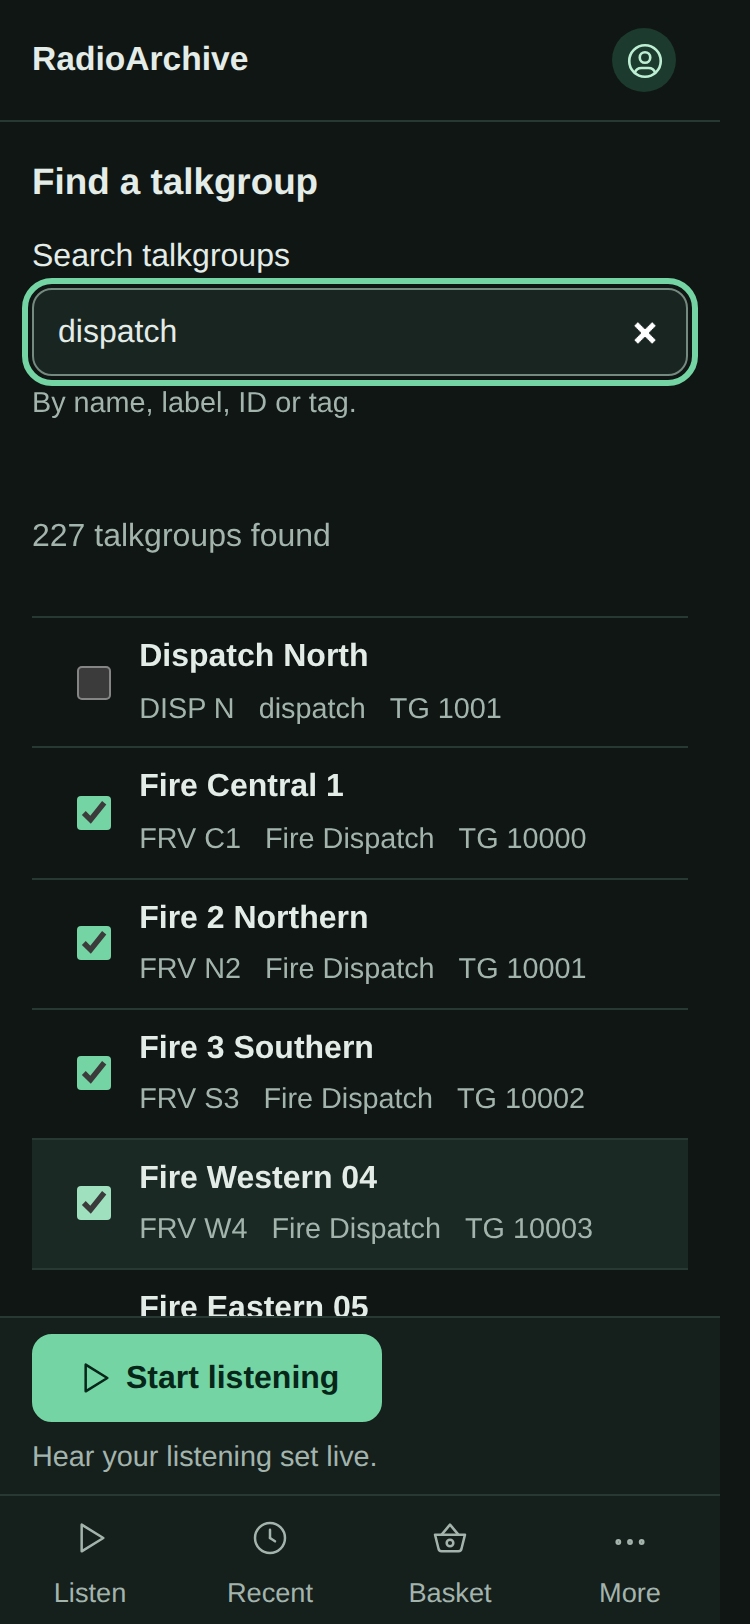 RadioArchive
Find a talkgroup
Search talkgroups
dispatch
By name, label, ID or tag.
227 talkgroups found
Dispatch North
DISP N dispatch TG 1001
Fire Central 1
FRV C1 Fire Dispatch TG 10000
Fire 2 Northern
FRV N2 Fire Dispatch TG 10001
Fire 3 Southern
FRV S3 Fire Dispatch TG 10002
Fire Western 04
FRV W4 Fire Dispatch TG 10003
Fire Eastern 05
Start listening
Hear your listening set live.
Listen Recent Basket More